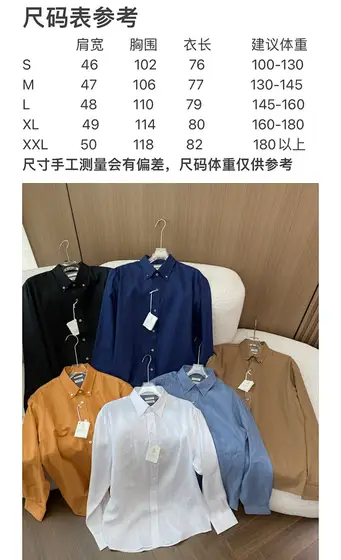 尺码表参考
肩宽 胸围 衣长 建议体重
S 46 102 76 100-130
M 47 106 77 130-145
L 48 110 79 145-160
XL 49 114 80 160-180
XXL 50 118 82 180以上
尺寸手工测量会有偏差，尺码体重仅供参考